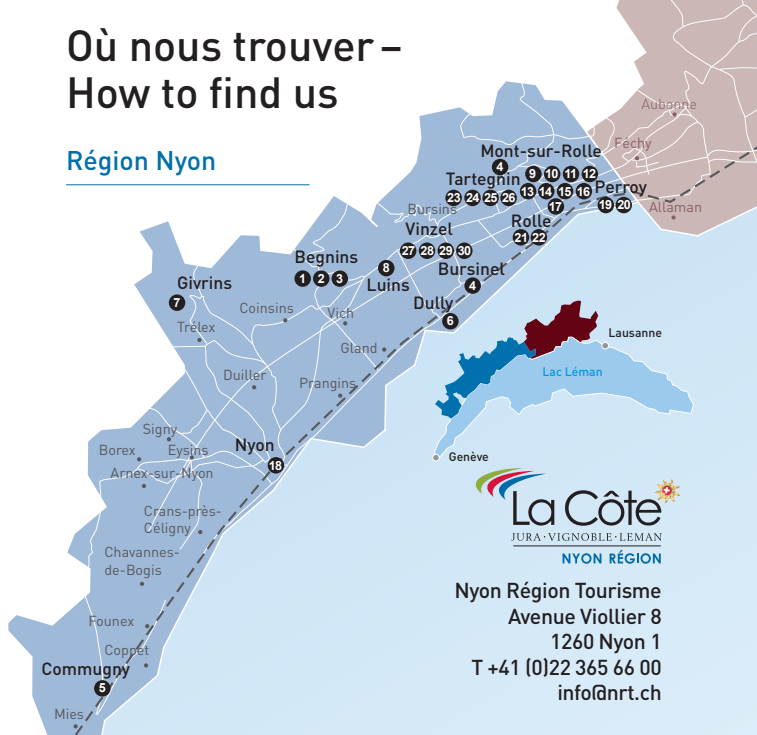 Où nous trouver –
How to find us
Région Nyon
Aubonne
Féchy
Allaman
Mont-sur-Rolle
4
9 10 11 12
13 14 15 16
17
Tartegnin
23 24 25 26
Perroy
19 20
Bursins
Rolle
21 22
Vinzel
27 28 29 30
Begnins
1 2 3
8
Luins
Bursinel
4
Givrins
7
Dully
6
Coinsins
Vich
Trélex
Gland
Duiller
Prangins
Signy
Borex
Eysins
Nyon
18
Arnex-sur-Nyon
Crans-près-
Céligny
Chavannes-
de-Bogis
Founex
Coppet
Commugny
5
Mies
Lausanne
Lac Léman
Genève
La Côte
JURA·VIGNOBLE·LEMAN
NYON RÉGION
Nyon Région Tourisme
Avenue Viollier 8
1260 Nyon 1
T +41 (0)22 365 66 00
info@nrt.ch